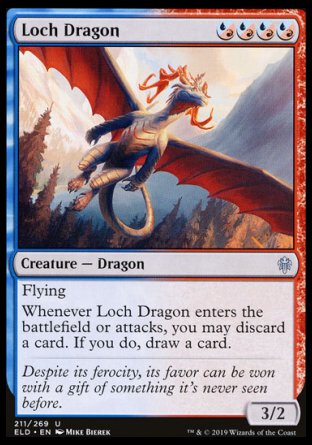 Loch Dragon
Creature — Dragon
Flying
Whenever Loch Dragon enters the
battlefield or attacks, you may discard
a card. If you do, draw a card.
Despite its ferocity, its favor can be won
with a gift of something it's never seen
before.
3/2
211/269 U
ELD • EN Mike Bierek
™ & © 2019 Wizards of the Coast